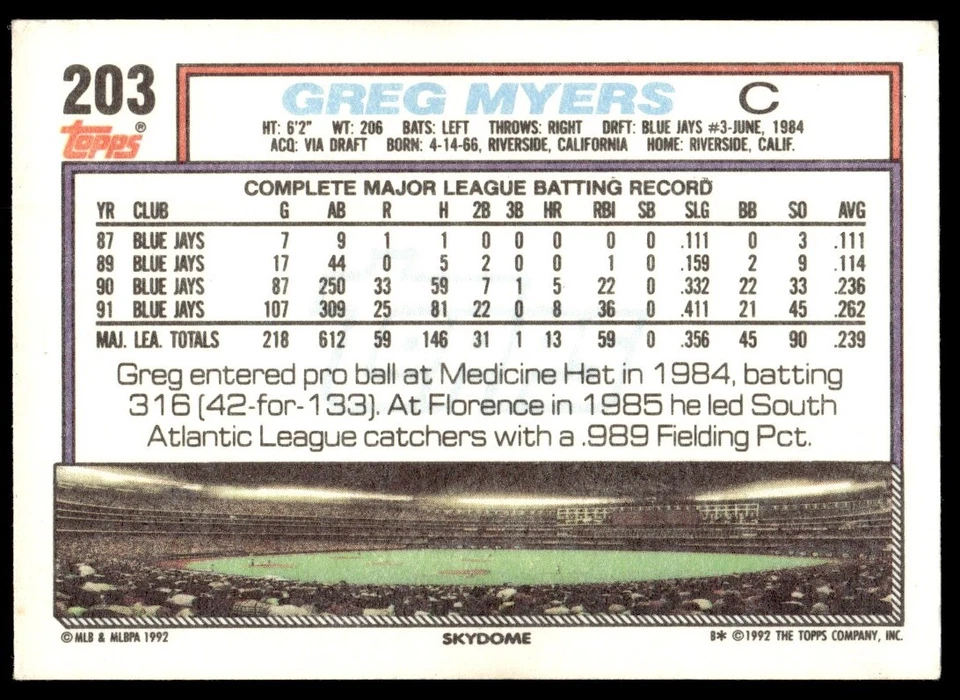 203
Topps®
GREG MYERS C
HT: 6'2" WT: 206 BATS: LEFT THROWS: RIGHT DRFT: BLUE JAYS #3-JUNE, 1984
ACQ: VIA DRAFT BORN: 4-14-66, RIVERSIDE, CALIFORNIA HOME: RIVERSIDE, CALIF.
COMPLETE MAJOR LEAGUE BATTING RECORD
YR CLUB G AB R H 2B 3B HR RBI SB SLG BB SO AVG
87 BLUE JAYS 7 9 1 1 0 0 0 0 0 .111 0 3 .111
89 BLUE JAYS 17 44 0 5 2 0 0 1 0 .159 2 9 .114
90 BLUE JAYS 87 250 33 59 7 1 5 22 0 .332 22 33 .236
91 BLUE JAYS 107 309 25 81 22 0 8 36 0 .411 21 45 .262
MAJ. LEA. TOTALS 218 612 59 146 31 1 13 59 0 .356 45 90 .239
Greg entered pro ball at Medicine Hat in 1984, batting
316 (42-for-133). At Florence in 1985 he led South
Atlantic League catchers with a .989 Fielding Pct.
© MLB & MLBPA 1992 SKYDOME B* © 1992 THE TOPPS COMPANY, INC.